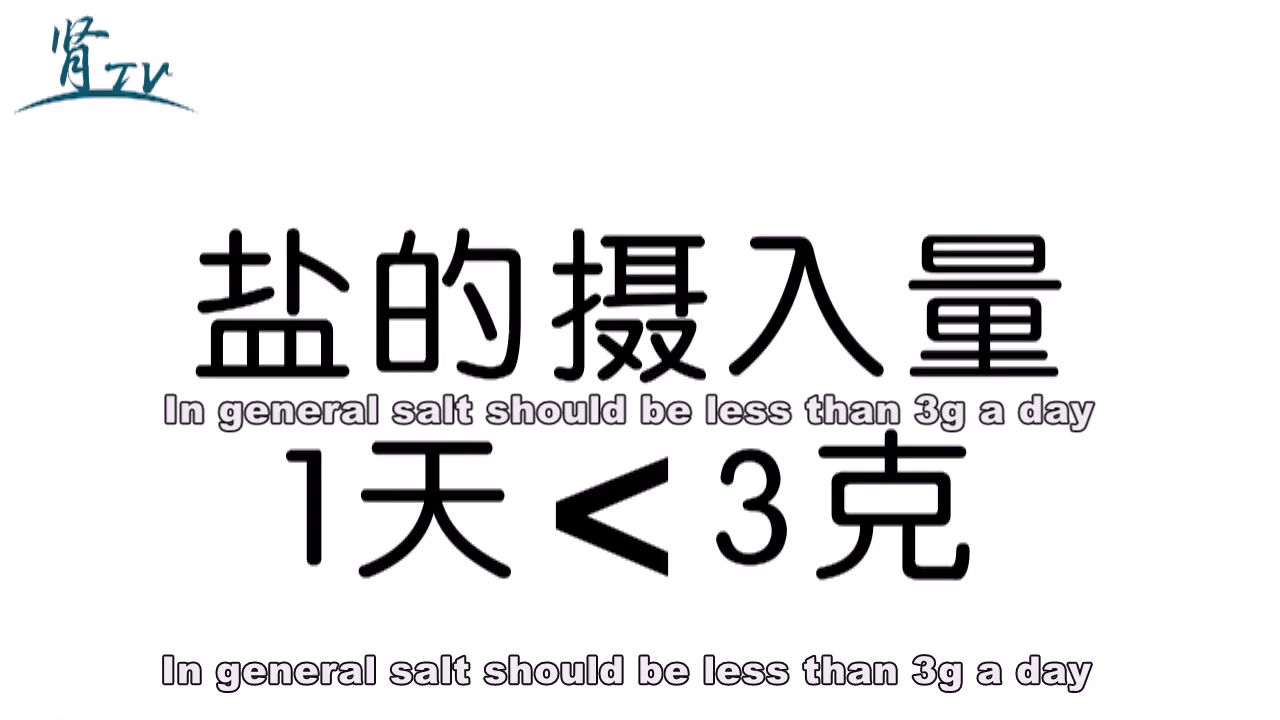 肾TV
盐的摄入量
In general salt should be less than 3g a day
1天<3克
In general salt should be less than 3g a day